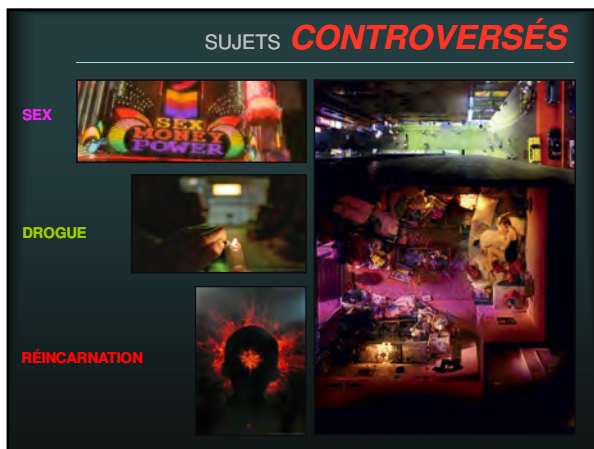 SUJETS CONTROVERSÉS
SEX
SEX
MONEY
POWER
DROGUE
RÉINCARNATION